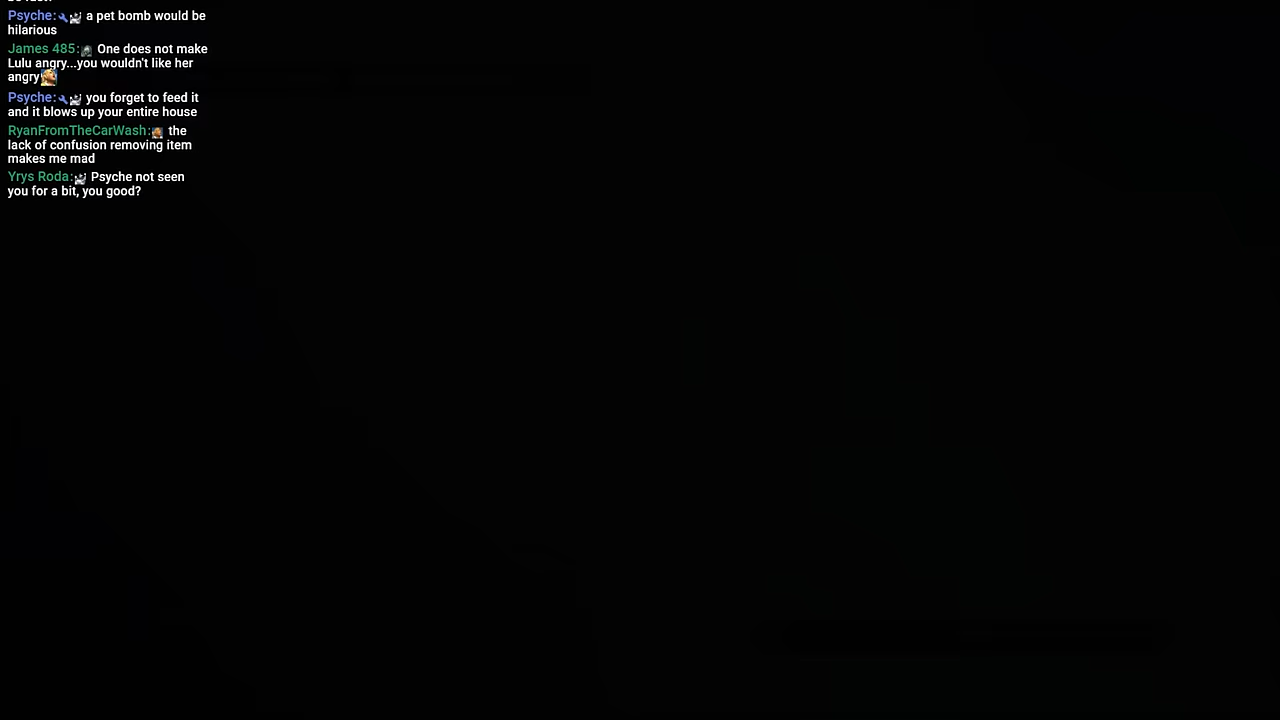 Psyche: a pet bomb would be
hilarious
James 485: One does not make
Lulu angry...you wouldn't like her
angry
Psyche: you forget to feed it
and it blows up your entire house
RyanFromTheCarWash: the
lack of confusion removing item
makes me mad
Yrys Roda: Psyche not seen
you for a bit, you good?